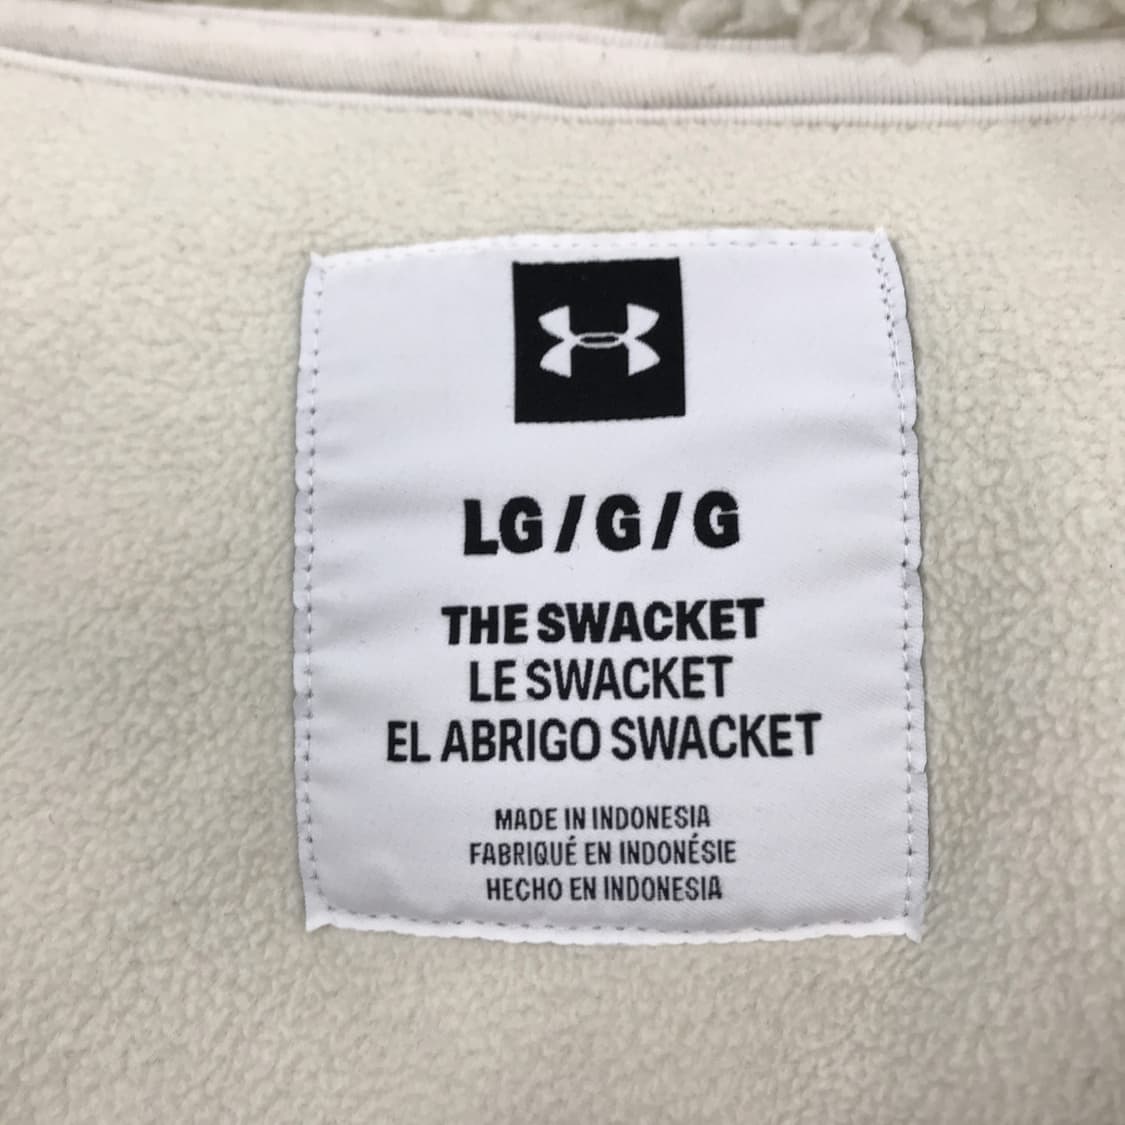 LG/G/G
THE SWACKET
LE SWACKET
EL ABRIGO SWACKET
MADE IN INDONESIA
FABRIQUÉ EN INDONÉSIE
HECHO EN INDONESIA